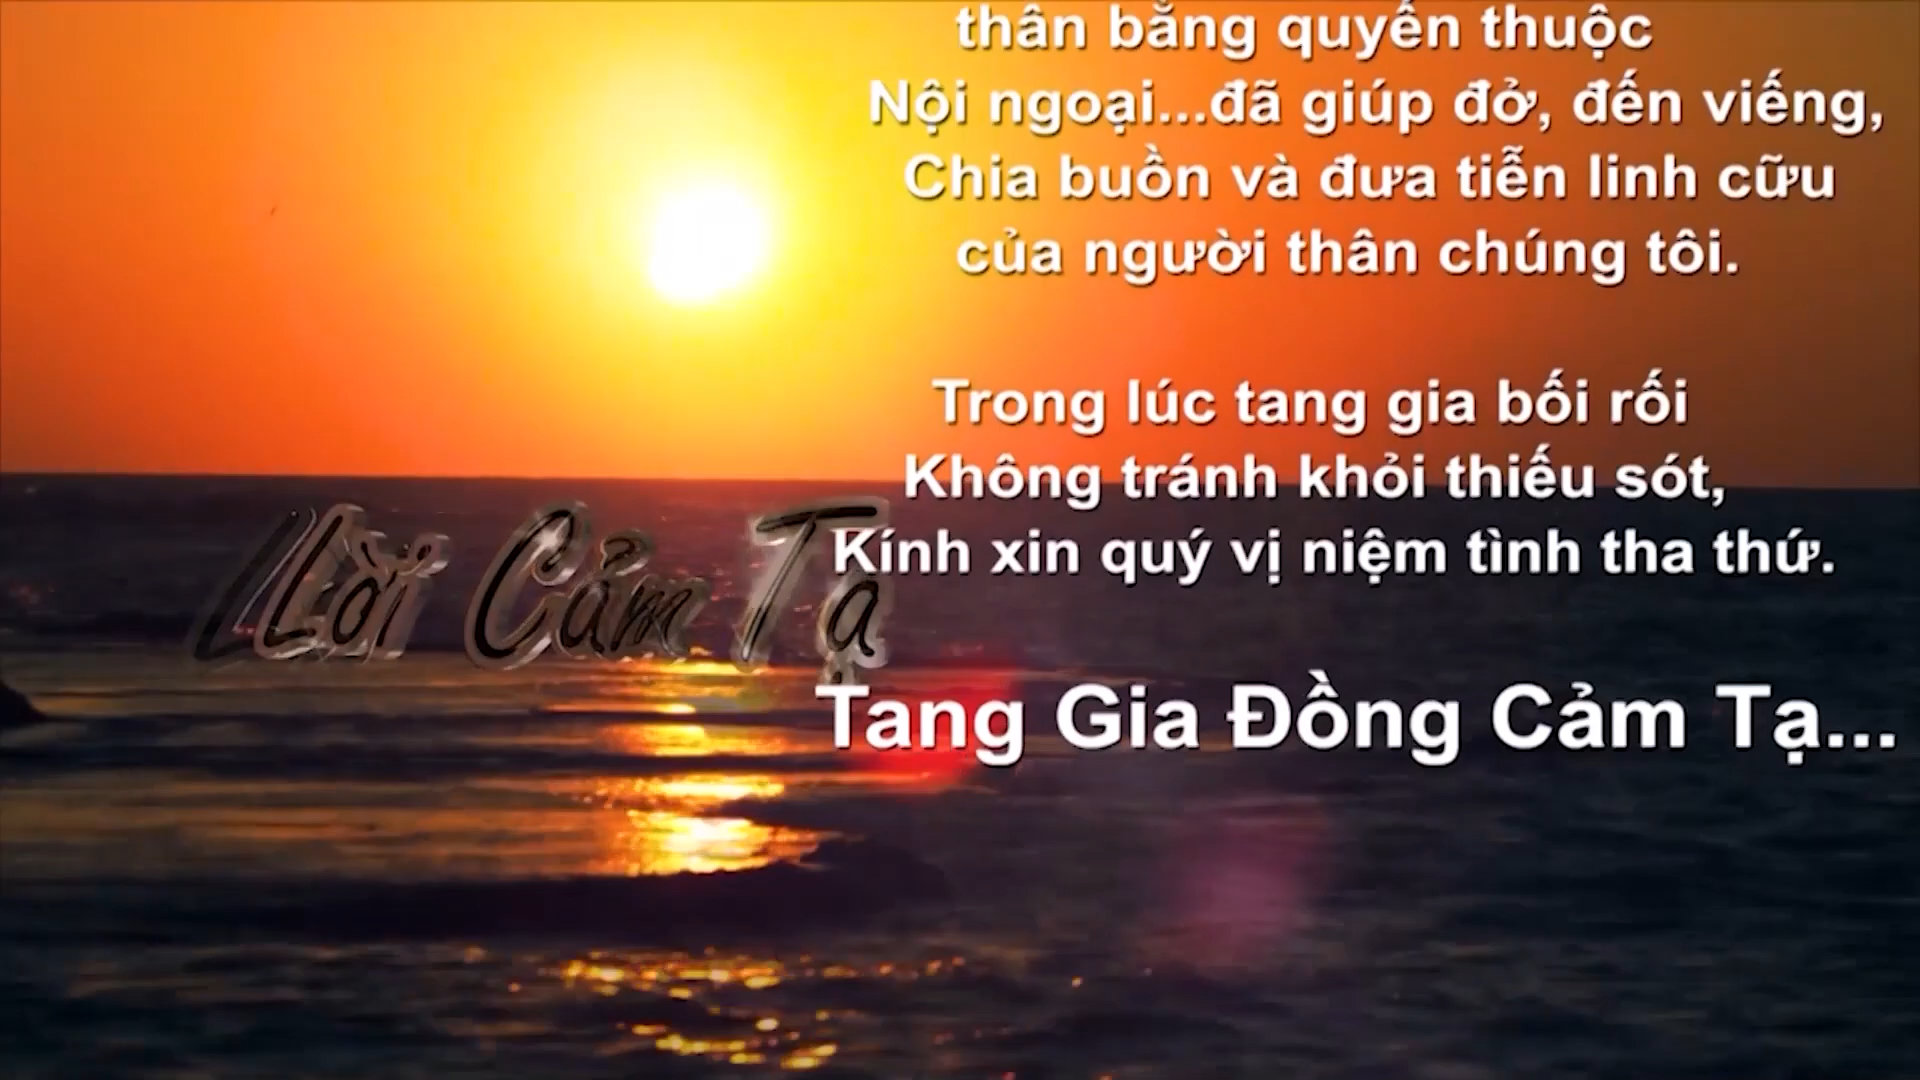 thân bằng quyến thuộc
Nội ngoại...đã giúp đở, đến viếng,
Chia buồn và đưa tiễn linh cữu
của người thân chúng tôi.
Trong lúc tang gia bối rối
Không tránh khỏi thiếu sót,
Kính xin quý vị niệm tình tha thứ.
Lời Cảm Tạ
Tang Gia Đồng Cảm Tạ...